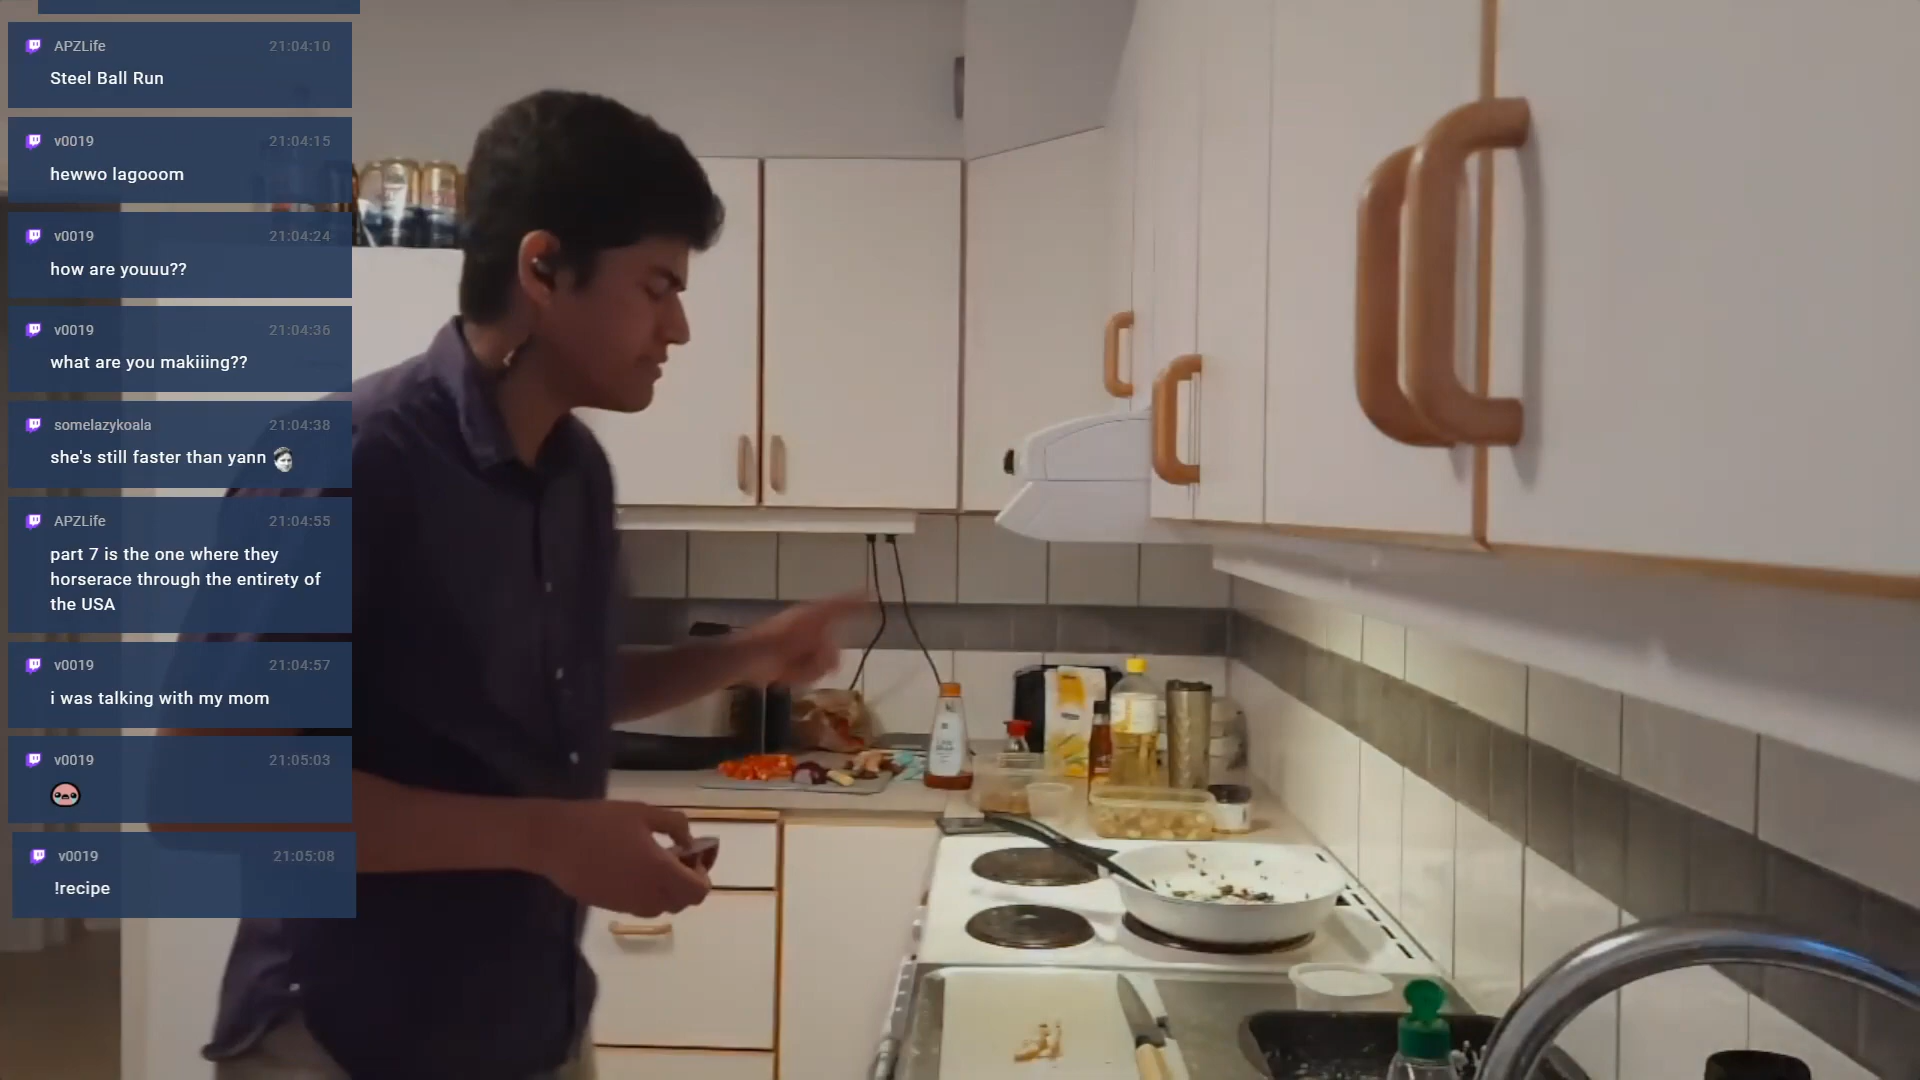 APZLife 21:04:10
Steel Ball Run
v0019 21:04:15
hewwo lagooom
v0019 21:04:24
how are youuu??
v0019 21:04:36
what are you makiiing??
somelazykoala 21:04:38
she's still faster than yann
APZLife 21:04:55
part 7 is the one where they
horserace through the entirety of
the USA
v0019 21:04:57
i was talking with my mom
v0019 21:05:03
v0019 21:05:08
!recipe